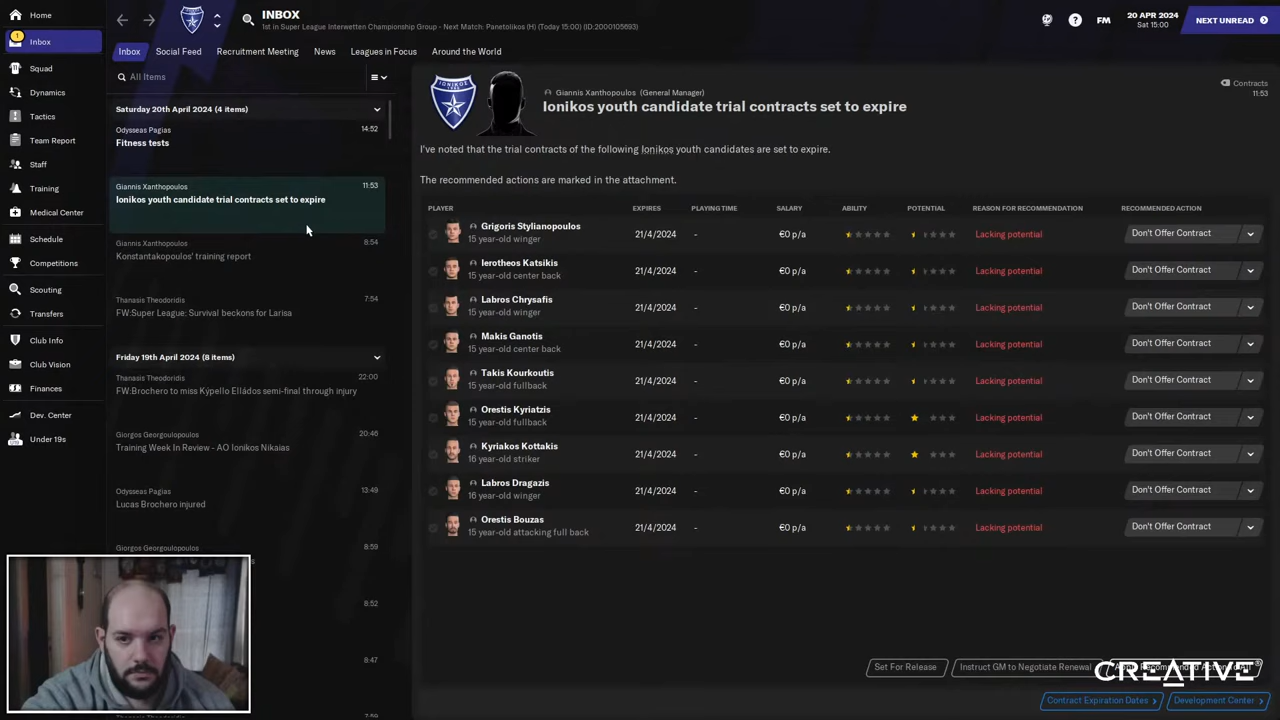 Home
Inbox
1
Squad
Dynamics
Tactics
Team Report
Staff
Training
Medical Center
Schedule
Competitions
Scouting
Transfers
Club Info
Club Vision
Finances
Dev. Center
Under 19s
INBOX
1st in Super League Interwetten Championship Group - Next Match: Panetolikos (H) (Today 15:00) (ID:2000105693)
FM
20 APR 2024
Sat 15:00
NEXT UNREAD
Inbox Social Feed Recruitment Meeting News Leagues in Focus Around the World
All Items
Saturday 20th April 2024 (4 items)
Odysseas Pagias 14:52
Fitness tests
Giannis Xanthopoulos 11:53
Ionikos youth candidate trial contracts set to expire
Giannis Xanthopoulos 8:54
Konstantakopoulos' training report
Thanasis Theodoridis 7:54
FW:Super League: Survival beckons for Larisa
Friday 19th April 2024 (8 items)
Thanasis Theodoridis 22:00
FW:Brochero to miss Kýpello Elládos semi-final through injury
Giorgos Georgoulopoulos 20:46
Training Week In Review - AO Ionikos Nikaias
Odysseas Pagias 13:49
Lucas Brochero injured
Giorgos Georgoulopoulos 8:59
8:52
8:47
IONIKOS
Giannis Xanthopoulos (General Manager)
Ionikos youth candidate trial contracts set to expire
Contracts
11:53
I've noted that the trial contracts of the following Ionikos youth candidates are set to expire.
The recommended actions are marked in the attachment.
PLAYER EXPIRES PLAYING TIME SALARY ABILITY POTENTIAL REASON FOR RECOMMENDATION RECOMMENDED ACTION
Grigoris Stylianopoulos
15 year-old winger 21/4/2024 - €0 p/a Lacking potential Don't Offer Contract
Ierotheos Katsikis
15 year-old center back 21/4/2024 - €0 p/a Lacking potential Don't Offer Contract
Labros Chrysafis
15 year-old winger 21/4/2024 - €0 p/a Lacking potential Don't Offer Contract
Makis Ganotis
15 year-old center back 21/4/2024 - €0 p/a Lacking potential Don't Offer Contract
Takis Kourkoutis
15 year-old fullback 21/4/2024 - €0 p/a Lacking potential Don't Offer Contract
Orestis Kyriatzis
15 year-old fullback 21/4/2024 - €0 p/a Lacking potential Don't Offer Contract
Kyriakos Kottakis
16 year-old striker 21/4/2024 - €0 p/a Lacking potential Don't Offer Contract
Labros Dragazis
16 year-old winger 21/4/2024 - €0 p/a Lacking potential Don't Offer Contract
Orestis Bouzas
15 year-old attacking full back 21/4/2024 - €0 p/a Lacking potential Don't Offer Contract
Set For Release Instruct GM to Negotiate Renewal
CREATIVE®
Contract Expiration Dates Development Center